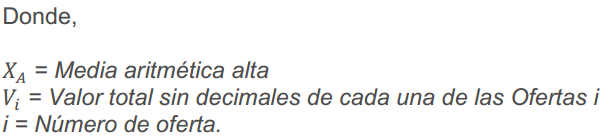 Donde,
X_A = Media aritmética alta
V_i = Valor total sin decimales de cada una de las Ofertas i
i = Número de oferta.